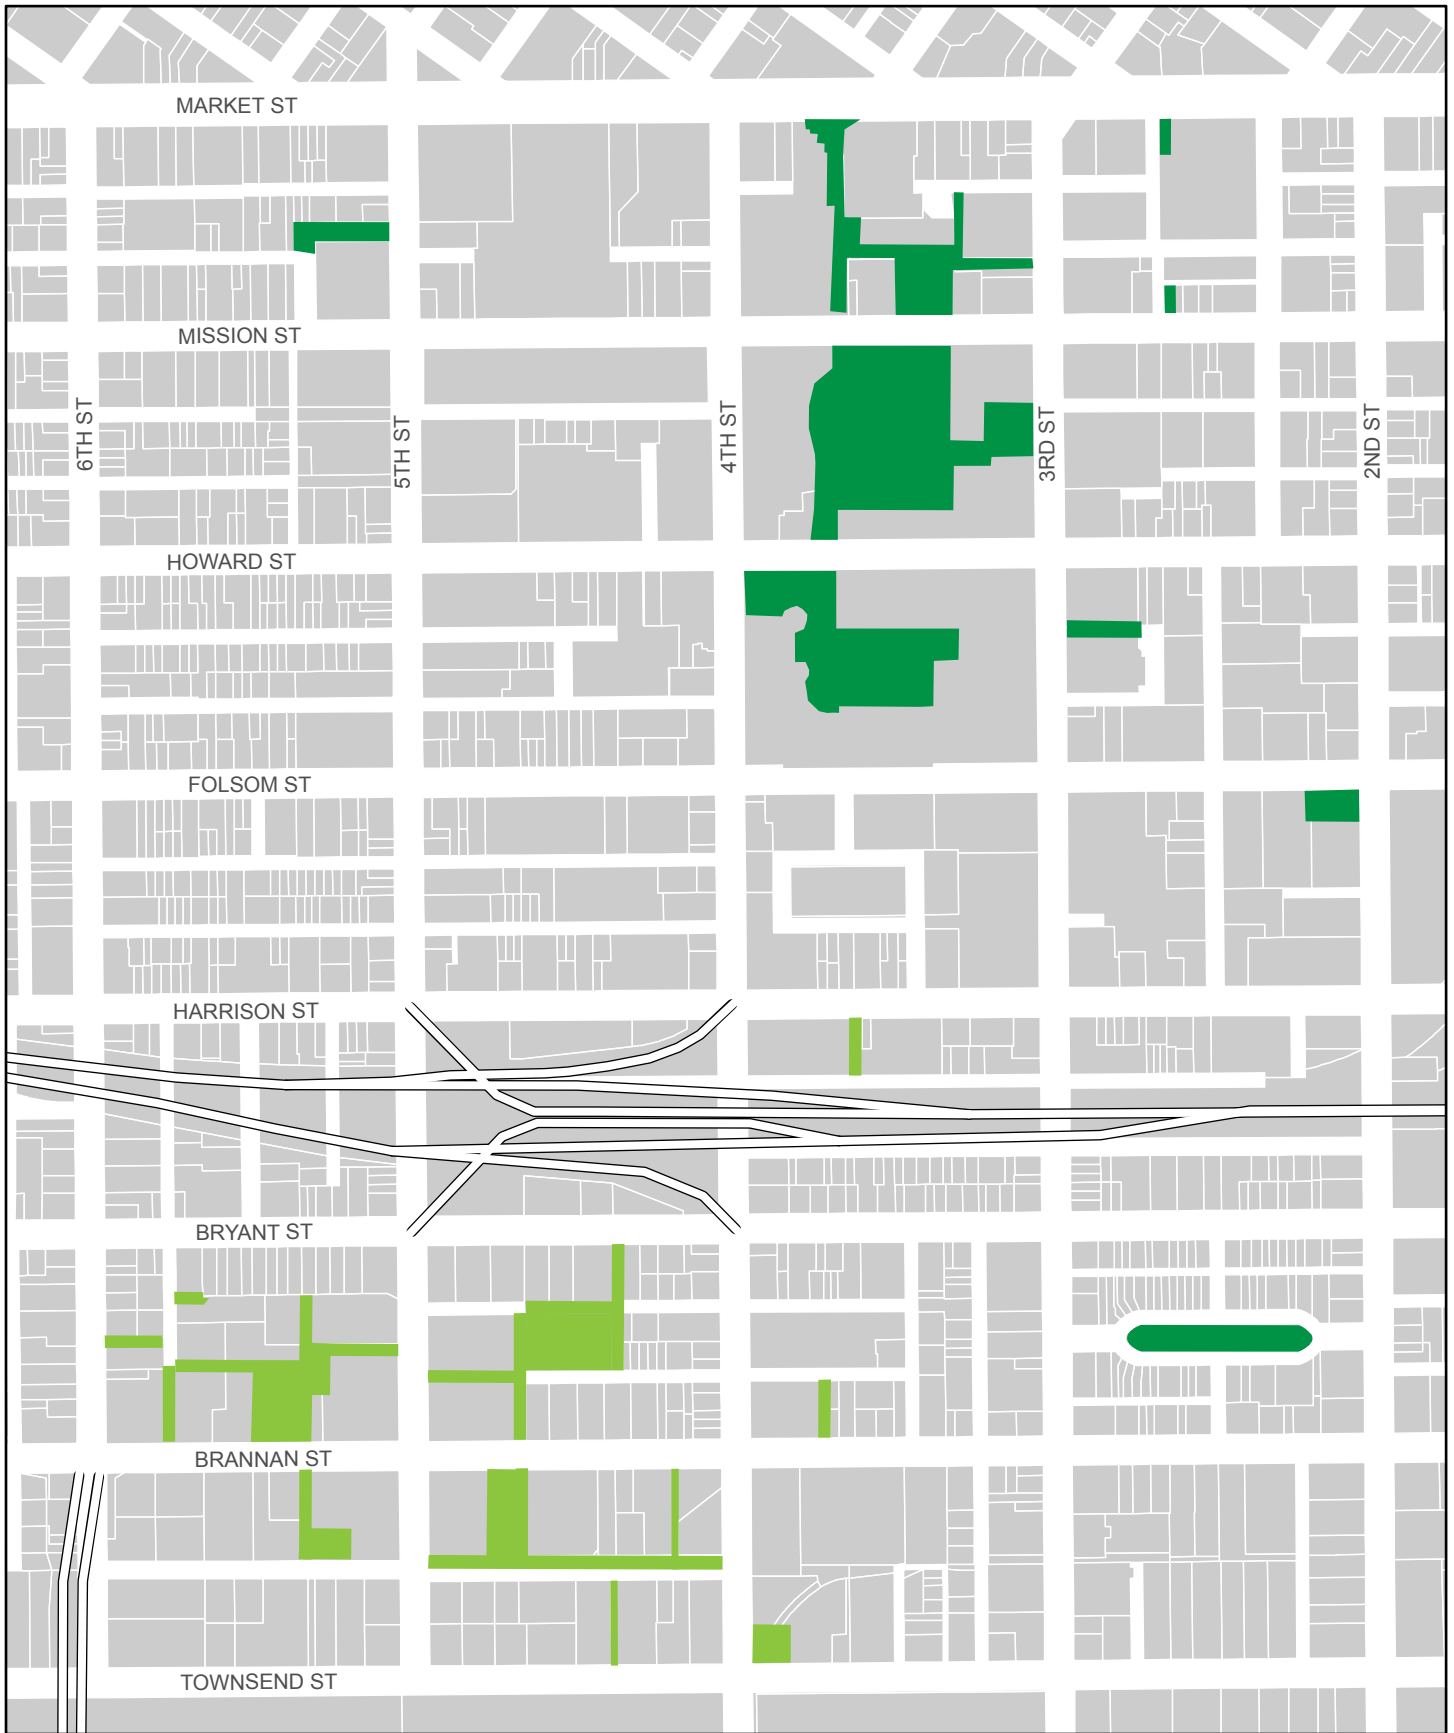 MARKET ST
MISSION ST
6TH ST
5TH ST
4TH ST
3RD ST
2ND ST
HOWARD ST
FOLSOM ST
HARRISON ST
BRYANT ST
BRANNAN ST
TOWNSEND ST